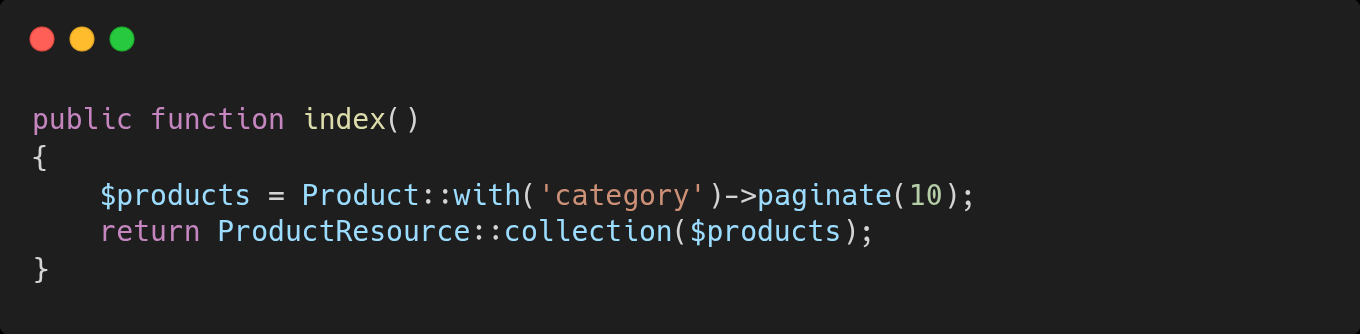 public function index()
{
    $products = Product::with('category')->paginate(10);
    return ProductResource::collection($products);
}